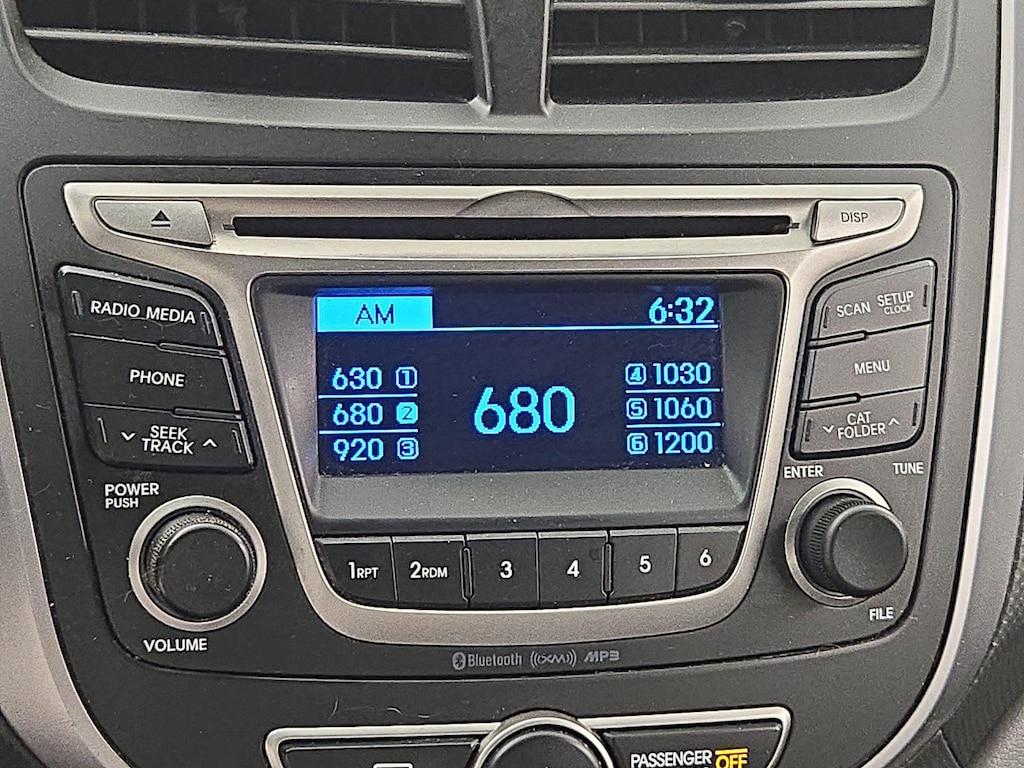 DISP
RADIO MEDIA
PHONE
SEEK
TRACK
POWER
PUSH
VOLUME
AM 6:32
630 1
680 2
920 3
680
4 1030
5 1060
6 1200
SCAN SETUP
CLOCK
MENU
CAT
FOLDER
ENTER TUNE
FILE
1RPT 2RDM 3 4 5 6
Bluetooth ((XM)) MP3
PASSENGER OFF